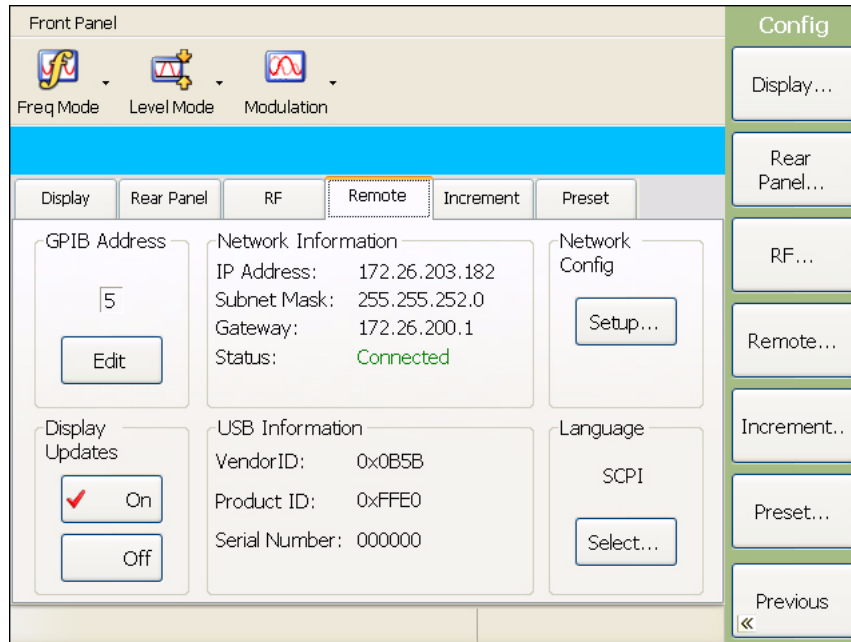 Front Panel
Freq Mode
Level Mode
Modulation
Display
Rear Panel
RF
Remote
Increment
Preset
GPIB Address
5
Edit
Network Information
IP Address: 172.26.203.182
Subnet Mask: 255.255.252.0
Gateway: 172.26.200.1
Status: Connected
Network
Config
Setup...
Display
Updates
On
Off
USB Information
VendorID: 0x0B5B
Product ID: 0xFFE0
Serial Number: 000000
Language
SCPI
Select...
Config
Display...
Rear
Panel...
RF...
Remote...
Increment..
Preset...
Previous